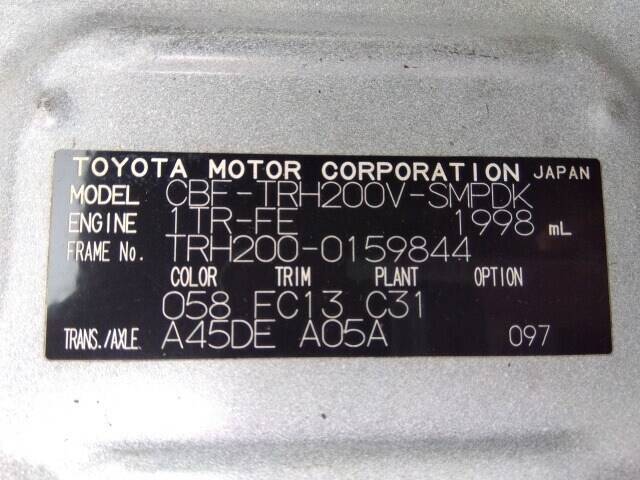 TOYOTA MOTOR CORPORATION JAPAN
MODEL CBF-TRH200V-SMPDK
ENGINE 1TR-FE 1998 mL
FRAME No. TRH200-0159844
COLOR TRIM PLANT OPTION
058 FC13 C31
TRANS./AXLE A45DE A05A 097